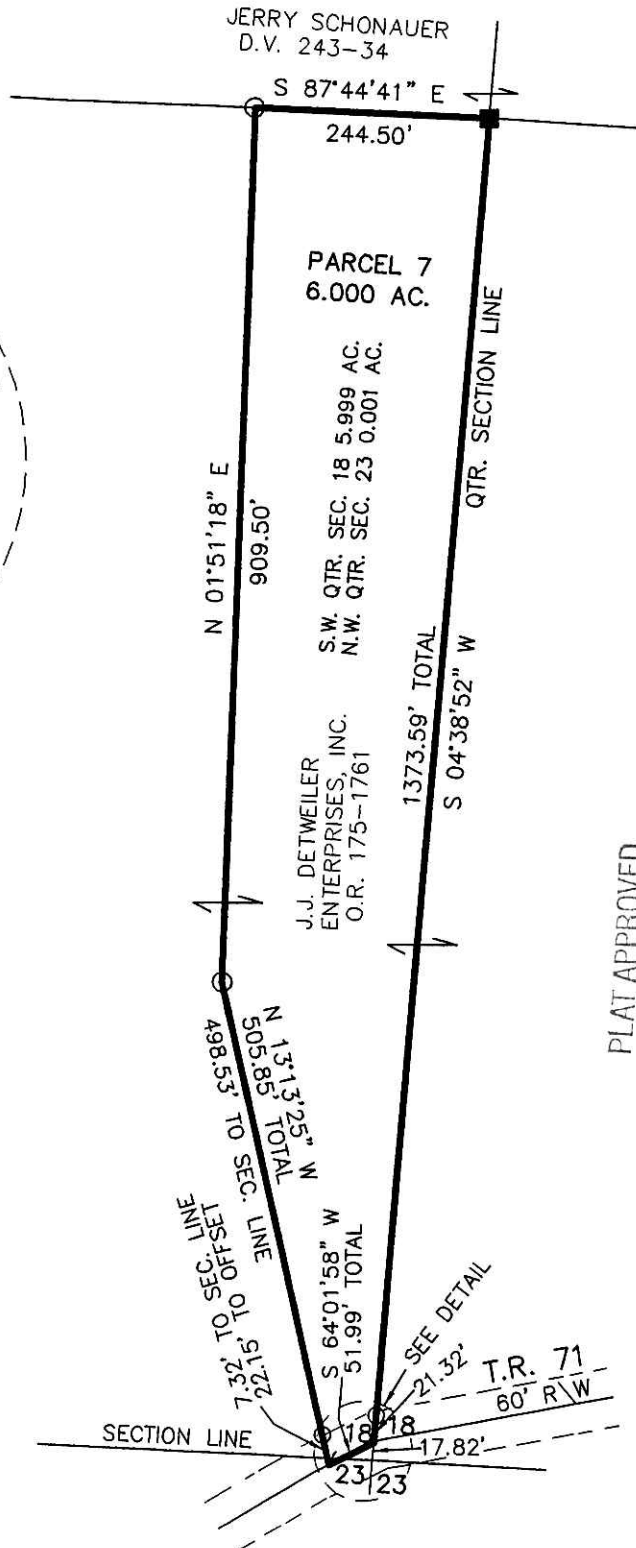 JERRY SCHONAUER
D.V. 243-34
S 87°44'41" E
244.50'
PARCEL 7
6.000 AC.
S.W. QTR. SEC. 18 5.999 AC.
N.W. QTR. SEC. 23 0.001 AC.
QTR. SECTION LINE
N 01°51'18" E
909.50'
J.J. DETWEILER
ENTERPRISES, INC.
O.R. 175-1761
1373.59' TOTAL
S 04°38'52" W
PLAT APPROVED
N 13°13'25" W
505.85' TOTAL
498.53' TO SEC. LINE
7.32' TO SEC. LINE
22.15' TO OFFSET
S 64°01'58" W
51.99' TOTAL
SEE DETAIL
21.32'
T.R. 71
60' R\W
SECTION LINE
18
18
17.82'
23
23